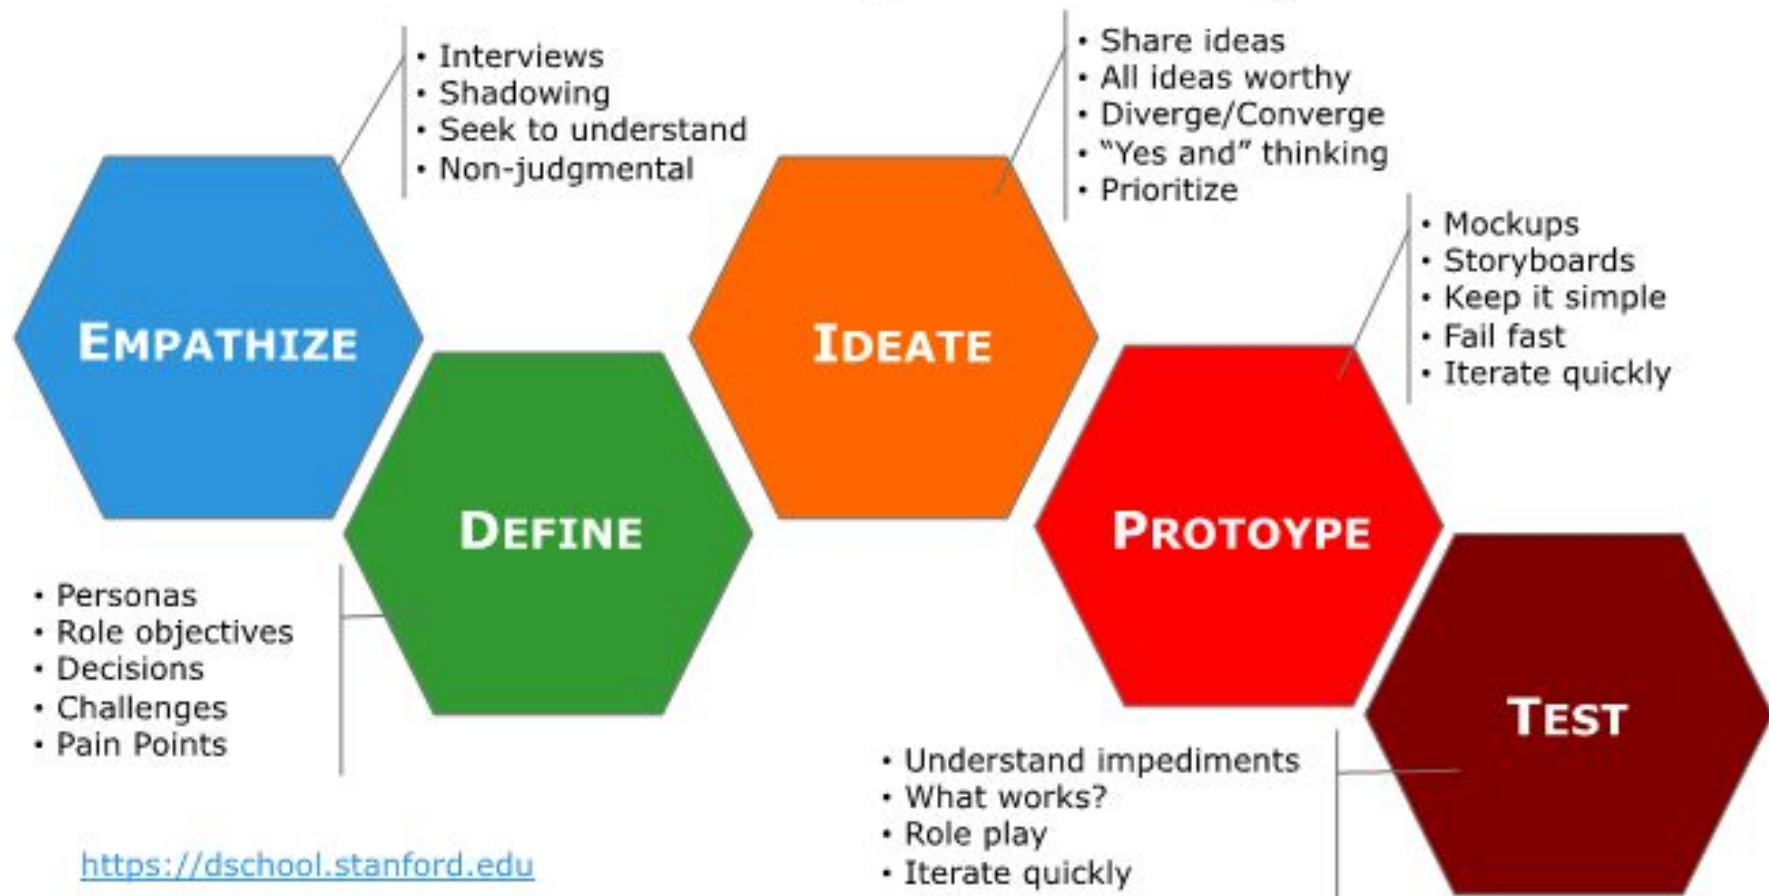 • Interviews
• Shadowing
• Seek to understand
• Non-judgmental
EMPATHIZE
• Personas
• Role objectives
• Decisions
• Challenges
• Pain Points
DEFINE
• Share ideas
• All ideas worthy
• Diverge/Converge
• “Yes and” thinking
• Prioritize
IDEATE
• Mockups
• Storyboards
• Keep it simple
• Fail fast
• Iterate quickly
PROTOYPE
• Understand impediments
• What works?
• Role play
• Iterate quickly
TEST
https://dschool.stanford.edu